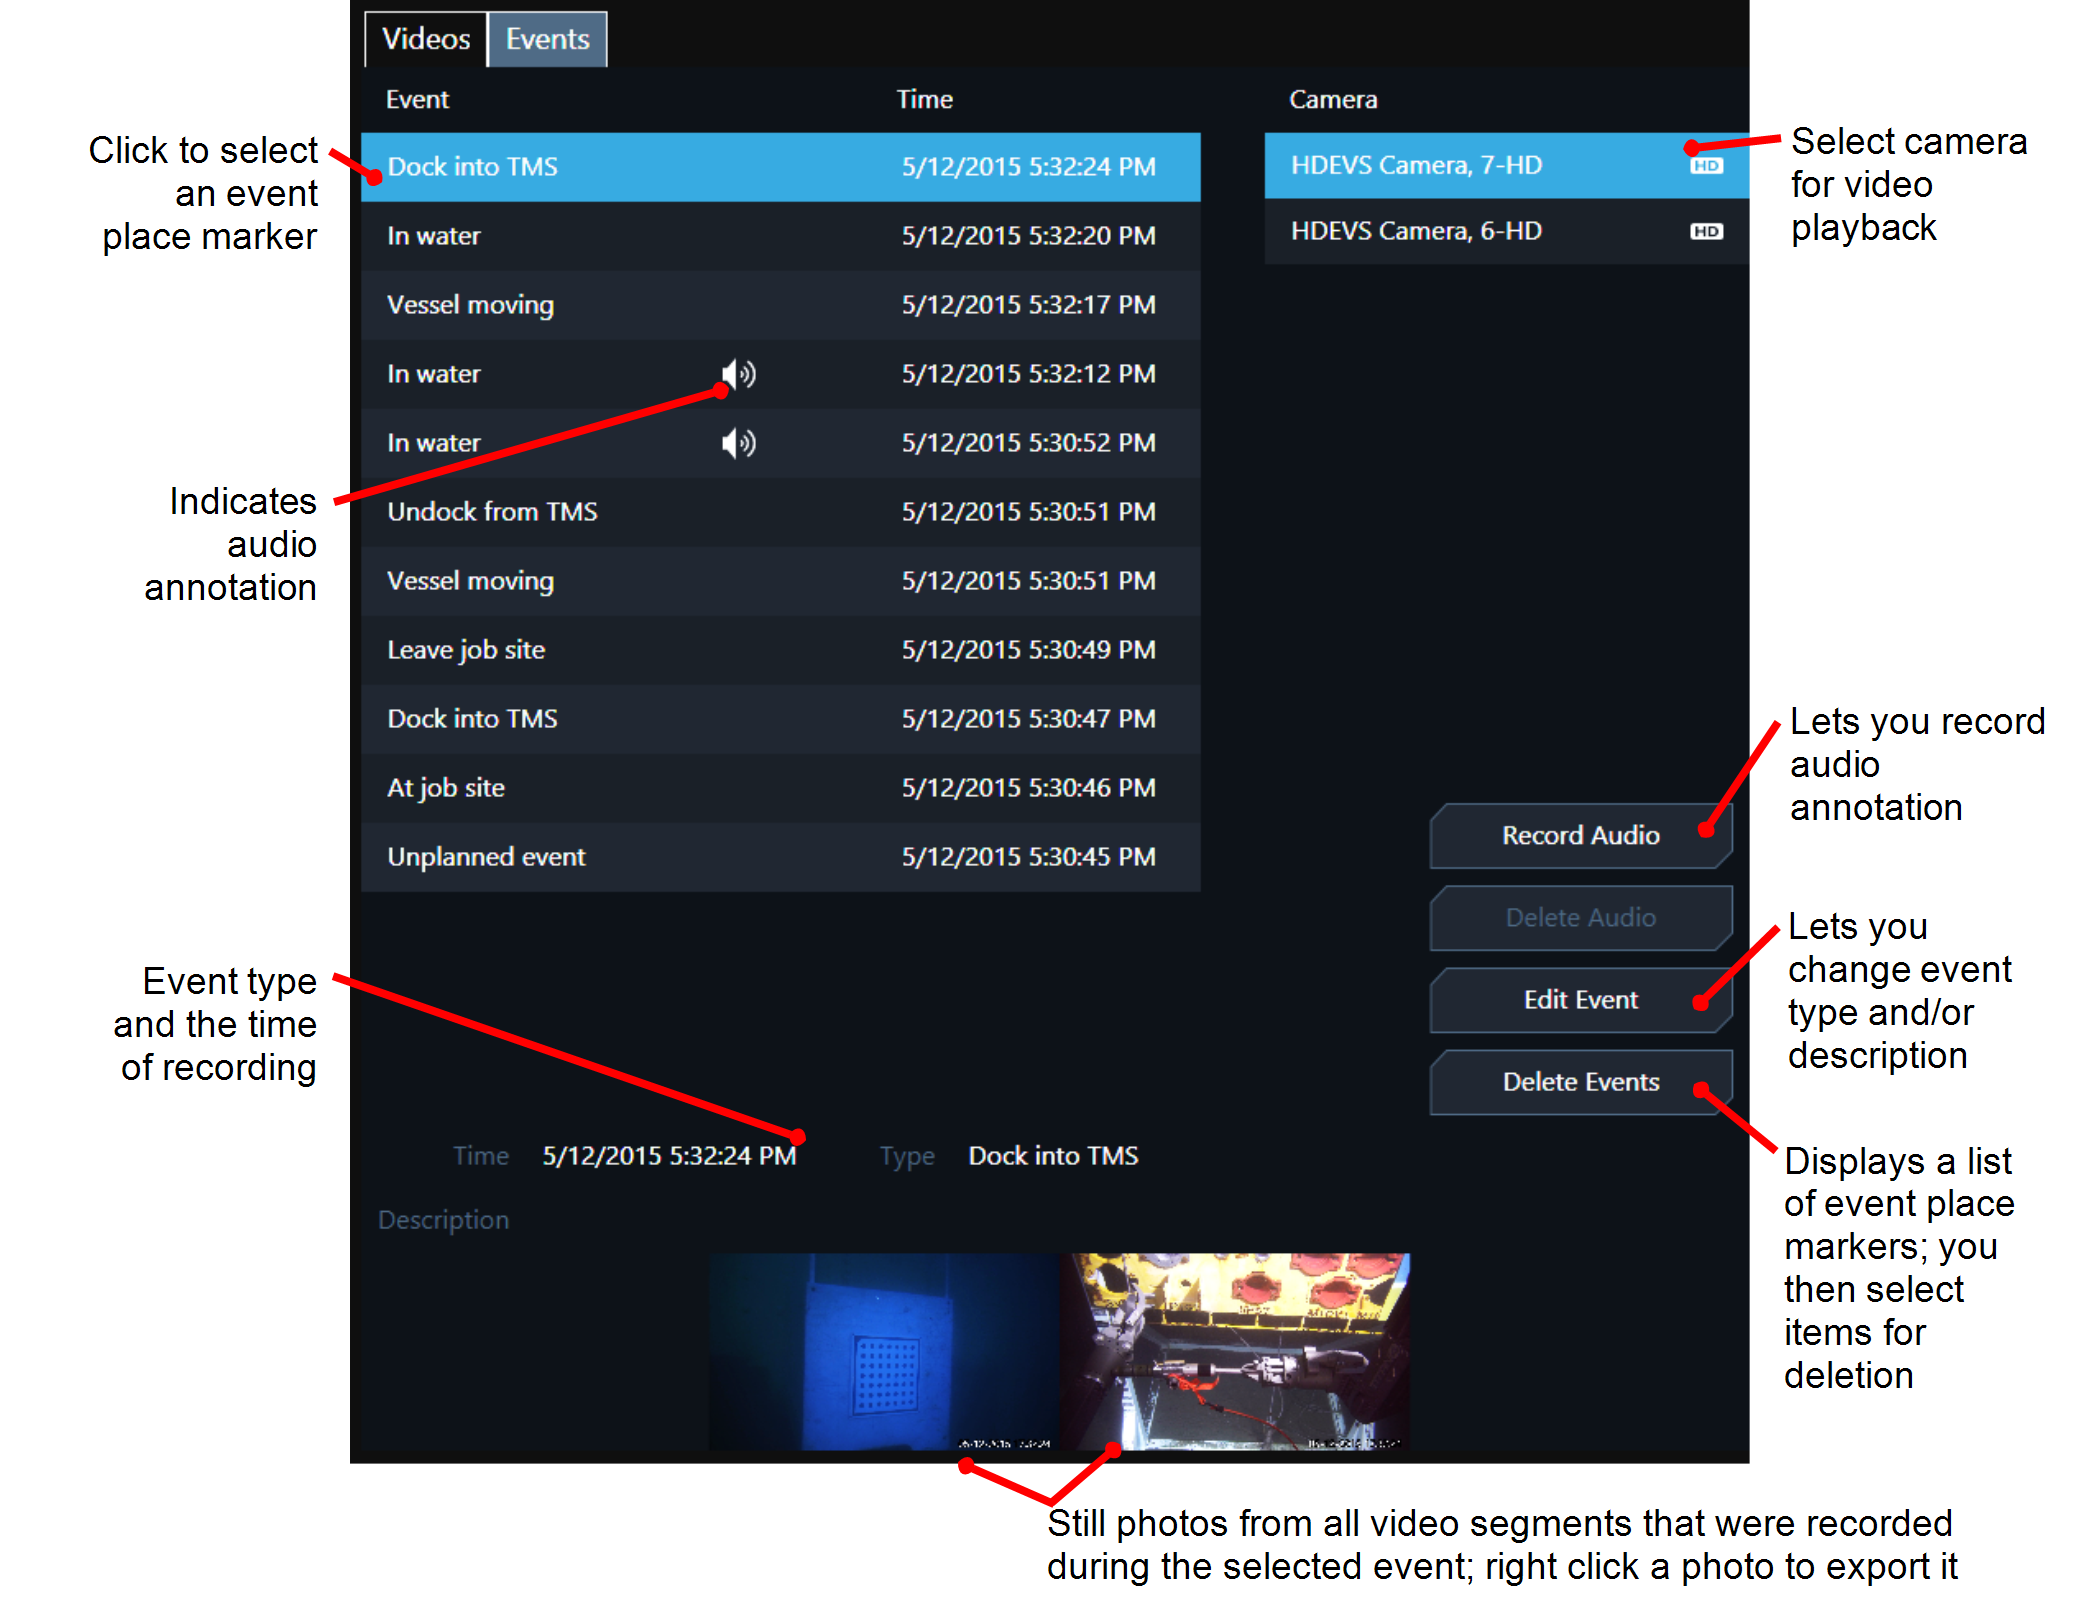 Videos Events
Event Time Camera
Dock into TMS 5/12/2015 5:32:24 PM HDEVS Camera, 7-HD HD
In water 5/12/2015 5:32:20 PM HDEVS Camera, 6-HD HD
Vessel moving 5/12/2015 5:32:17 PM
In water 5/12/2015 5:32:12 PM
In water 5/12/2015 5:30:52 PM
Undock from TMS 5/12/2015 5:30:51 PM
Vessel moving 5/12/2015 5:30:51 PM
Leave job site 5/12/2015 5:30:49 PM
Dock into TMS 5/12/2015 5:30:47 PM
At job site 5/12/2015 5:30:46 PM
Unplanned event 5/12/2015 5:30:45 PM
Record Audio
Delete Audio
Edit Event
Delete Events
Time 5/12/2015 5:32:24 PM Type Dock into TMS
Description
Click to select
an event
place marker
Indicates
audio
annotation
Event type
and the time
of recording
Select camera
for video
playback
Lets you record
audio
annotation
Lets you
change event
type and/or
description
Displays a list
of event place
markers; you
then select
items for
deletion
Still photos from all video segments that were recorded
during the selected event; right click a photo to export it